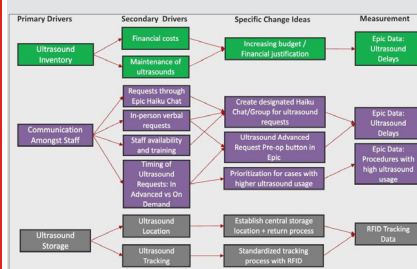 Primary Drivers
Secondary Drivers
Specific Change Ideas
Measurement
Ultrasound
Inventory
Financial costs
Maintenance of
ultrasounds
Increasing budget /
Financial justification
Epic Data:
Ultrasound
Delays
Communication
Amongst Staff
Requests through
Epic Haiku Chat
In-person verbal
requests
Staff availability
and training
Timing of
Ultrasound
Requests: In
Advanced vs On
Demand
Create designated Haiku
Chat/Group for ultrasound
requests
Ultrasound Advanced
Request Pre-op button in
Epic
Prioritization for cases with
higher ultrasound usage
Epic Data:
Ultrasound
Delays
Epic Data:
Procedures with
high ultrasound
usage
Ultrasound
Storage
Ultrasound
Location
Ultrasound
Tracking
Establish central storage
location + return process
Standardized tracking
process with RFID
RFID Tracking
Data